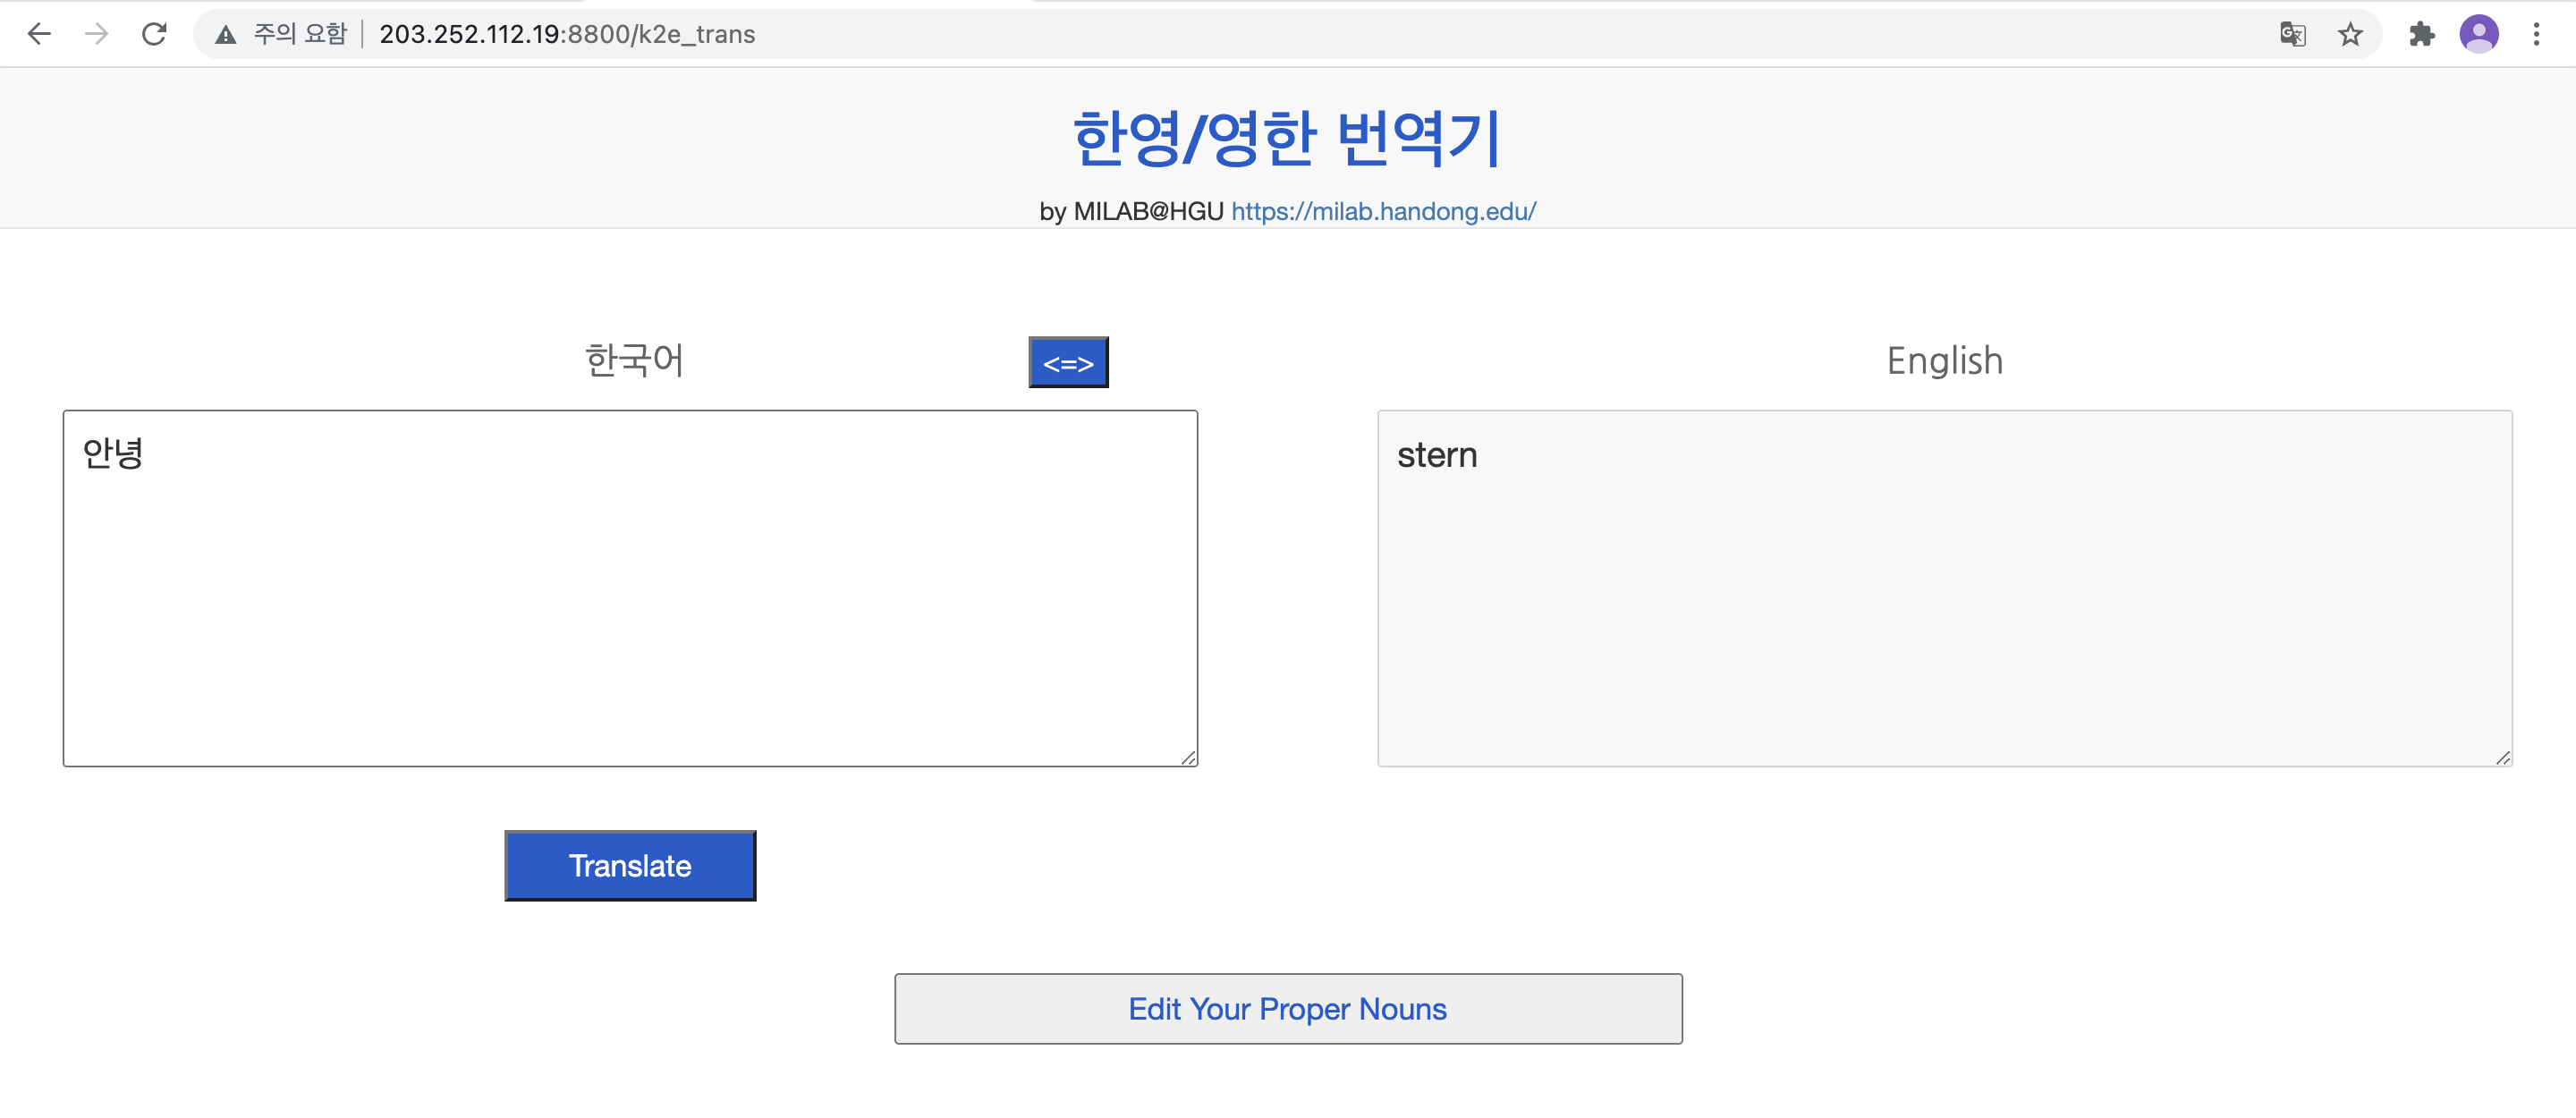 주의 요함 203.252.112.19:8800/k2e_trans
한영/영한 번역기
by MILAB@HGU https://milab.handong.edu/
한국어 <=> English
안녕 stern
Translate
Edit Your Proper Nouns